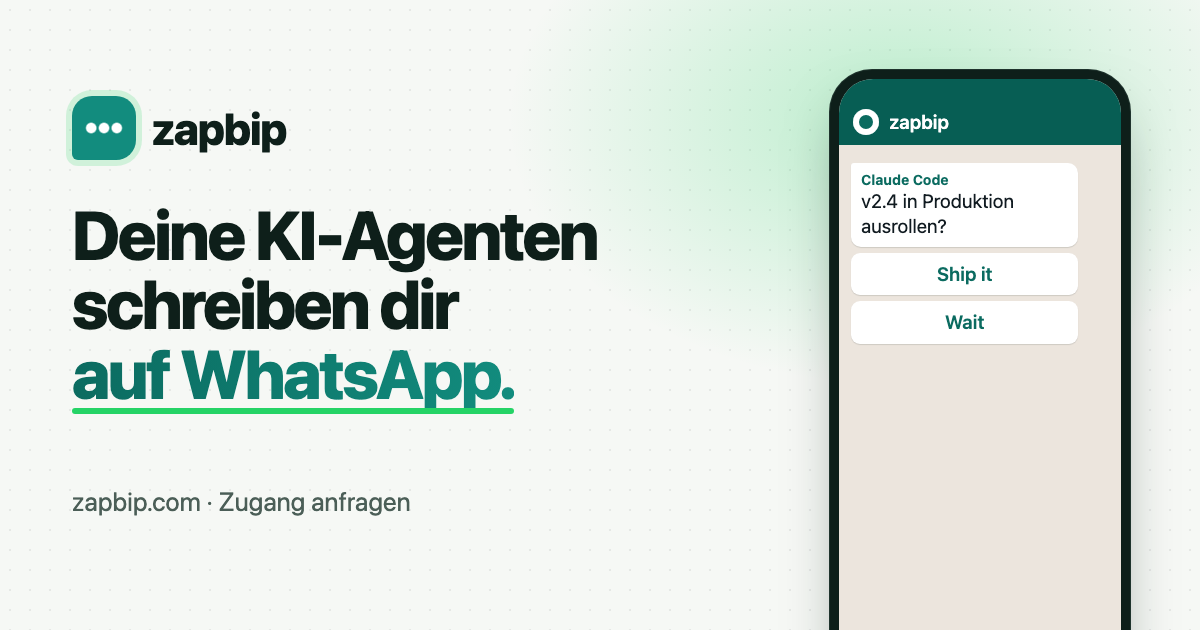 zapbip
Deine KI-Agenten
schreiben dir
auf WhatsApp.
zapbip.com · Zugang anfragen
zapbip
Claude Code
v2.4 in Produktion
ausrollen?
Ship it
Wait